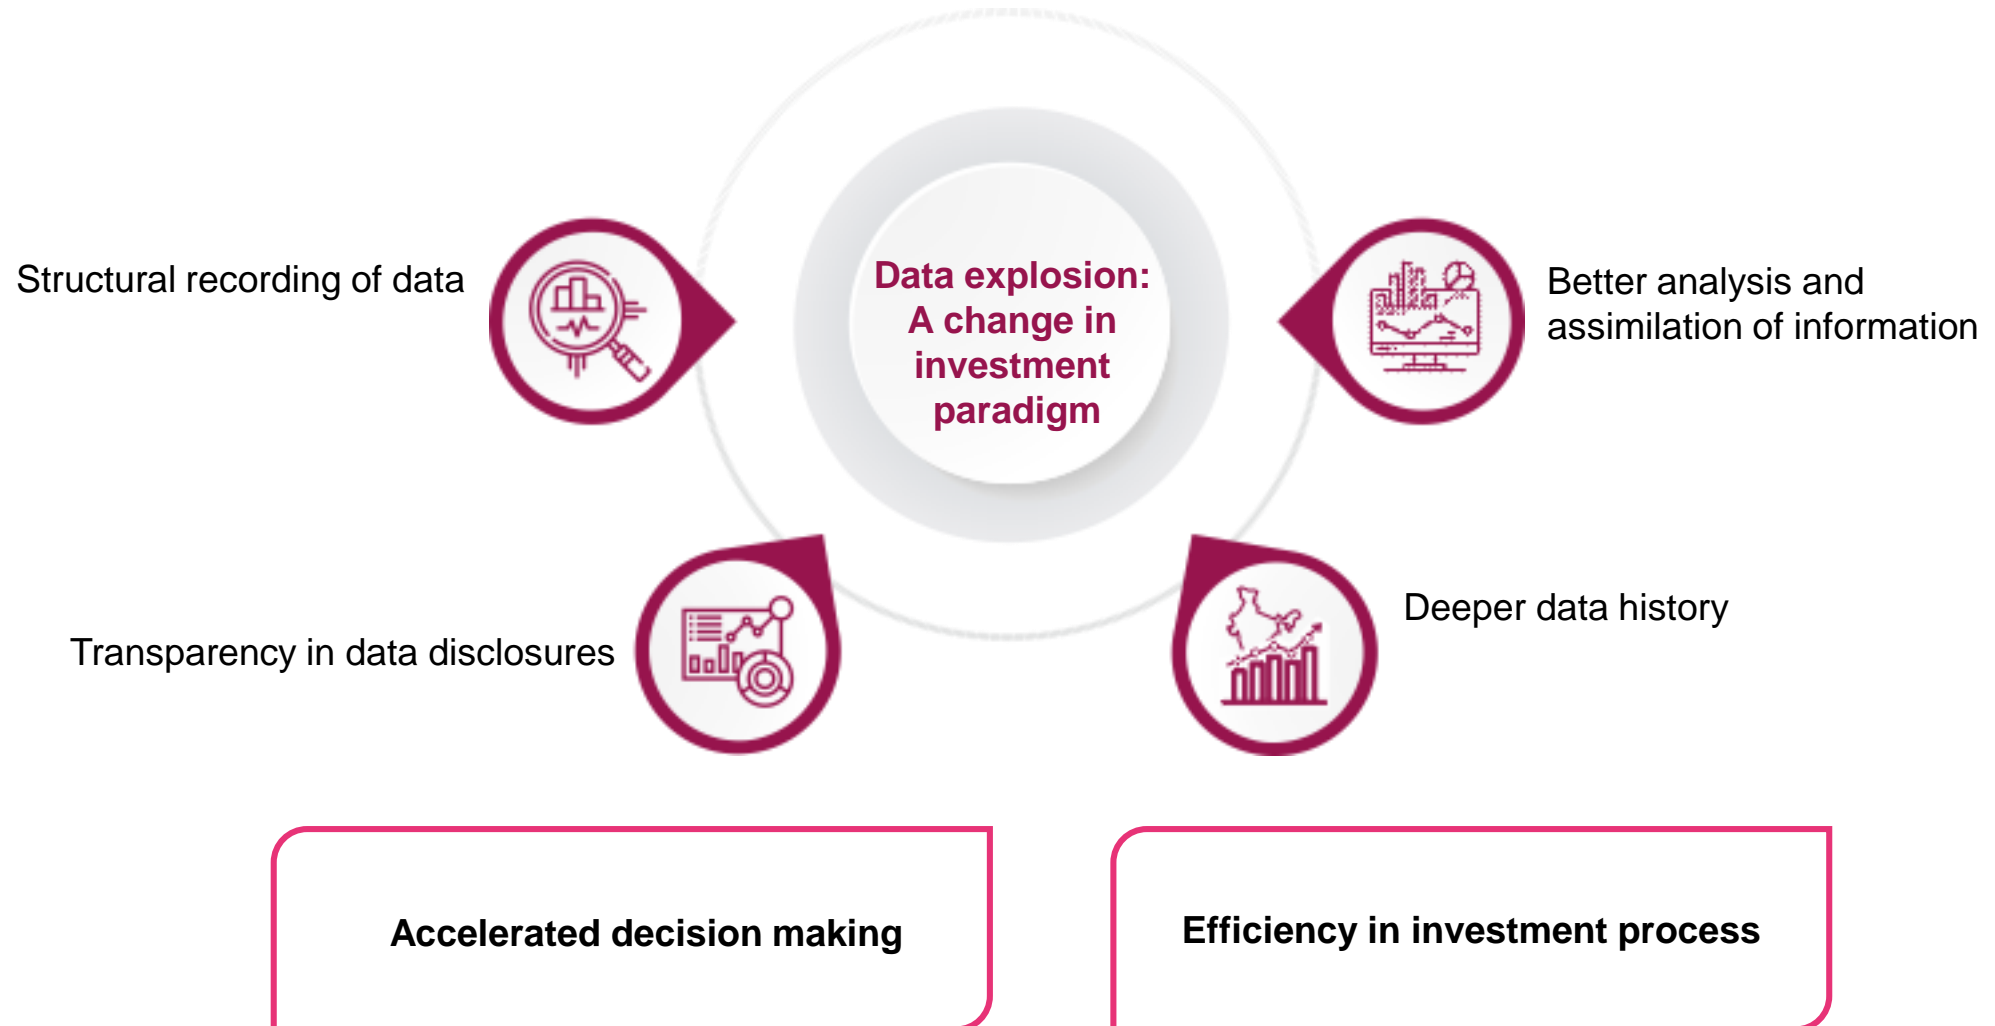 Data explosion:
A change in
investment
paradigm
Structural recording of data
Better analysis and
assimilation of information
Transparency in data disclosures
Deeper data history
Accelerated decision making
Efficiency in investment process